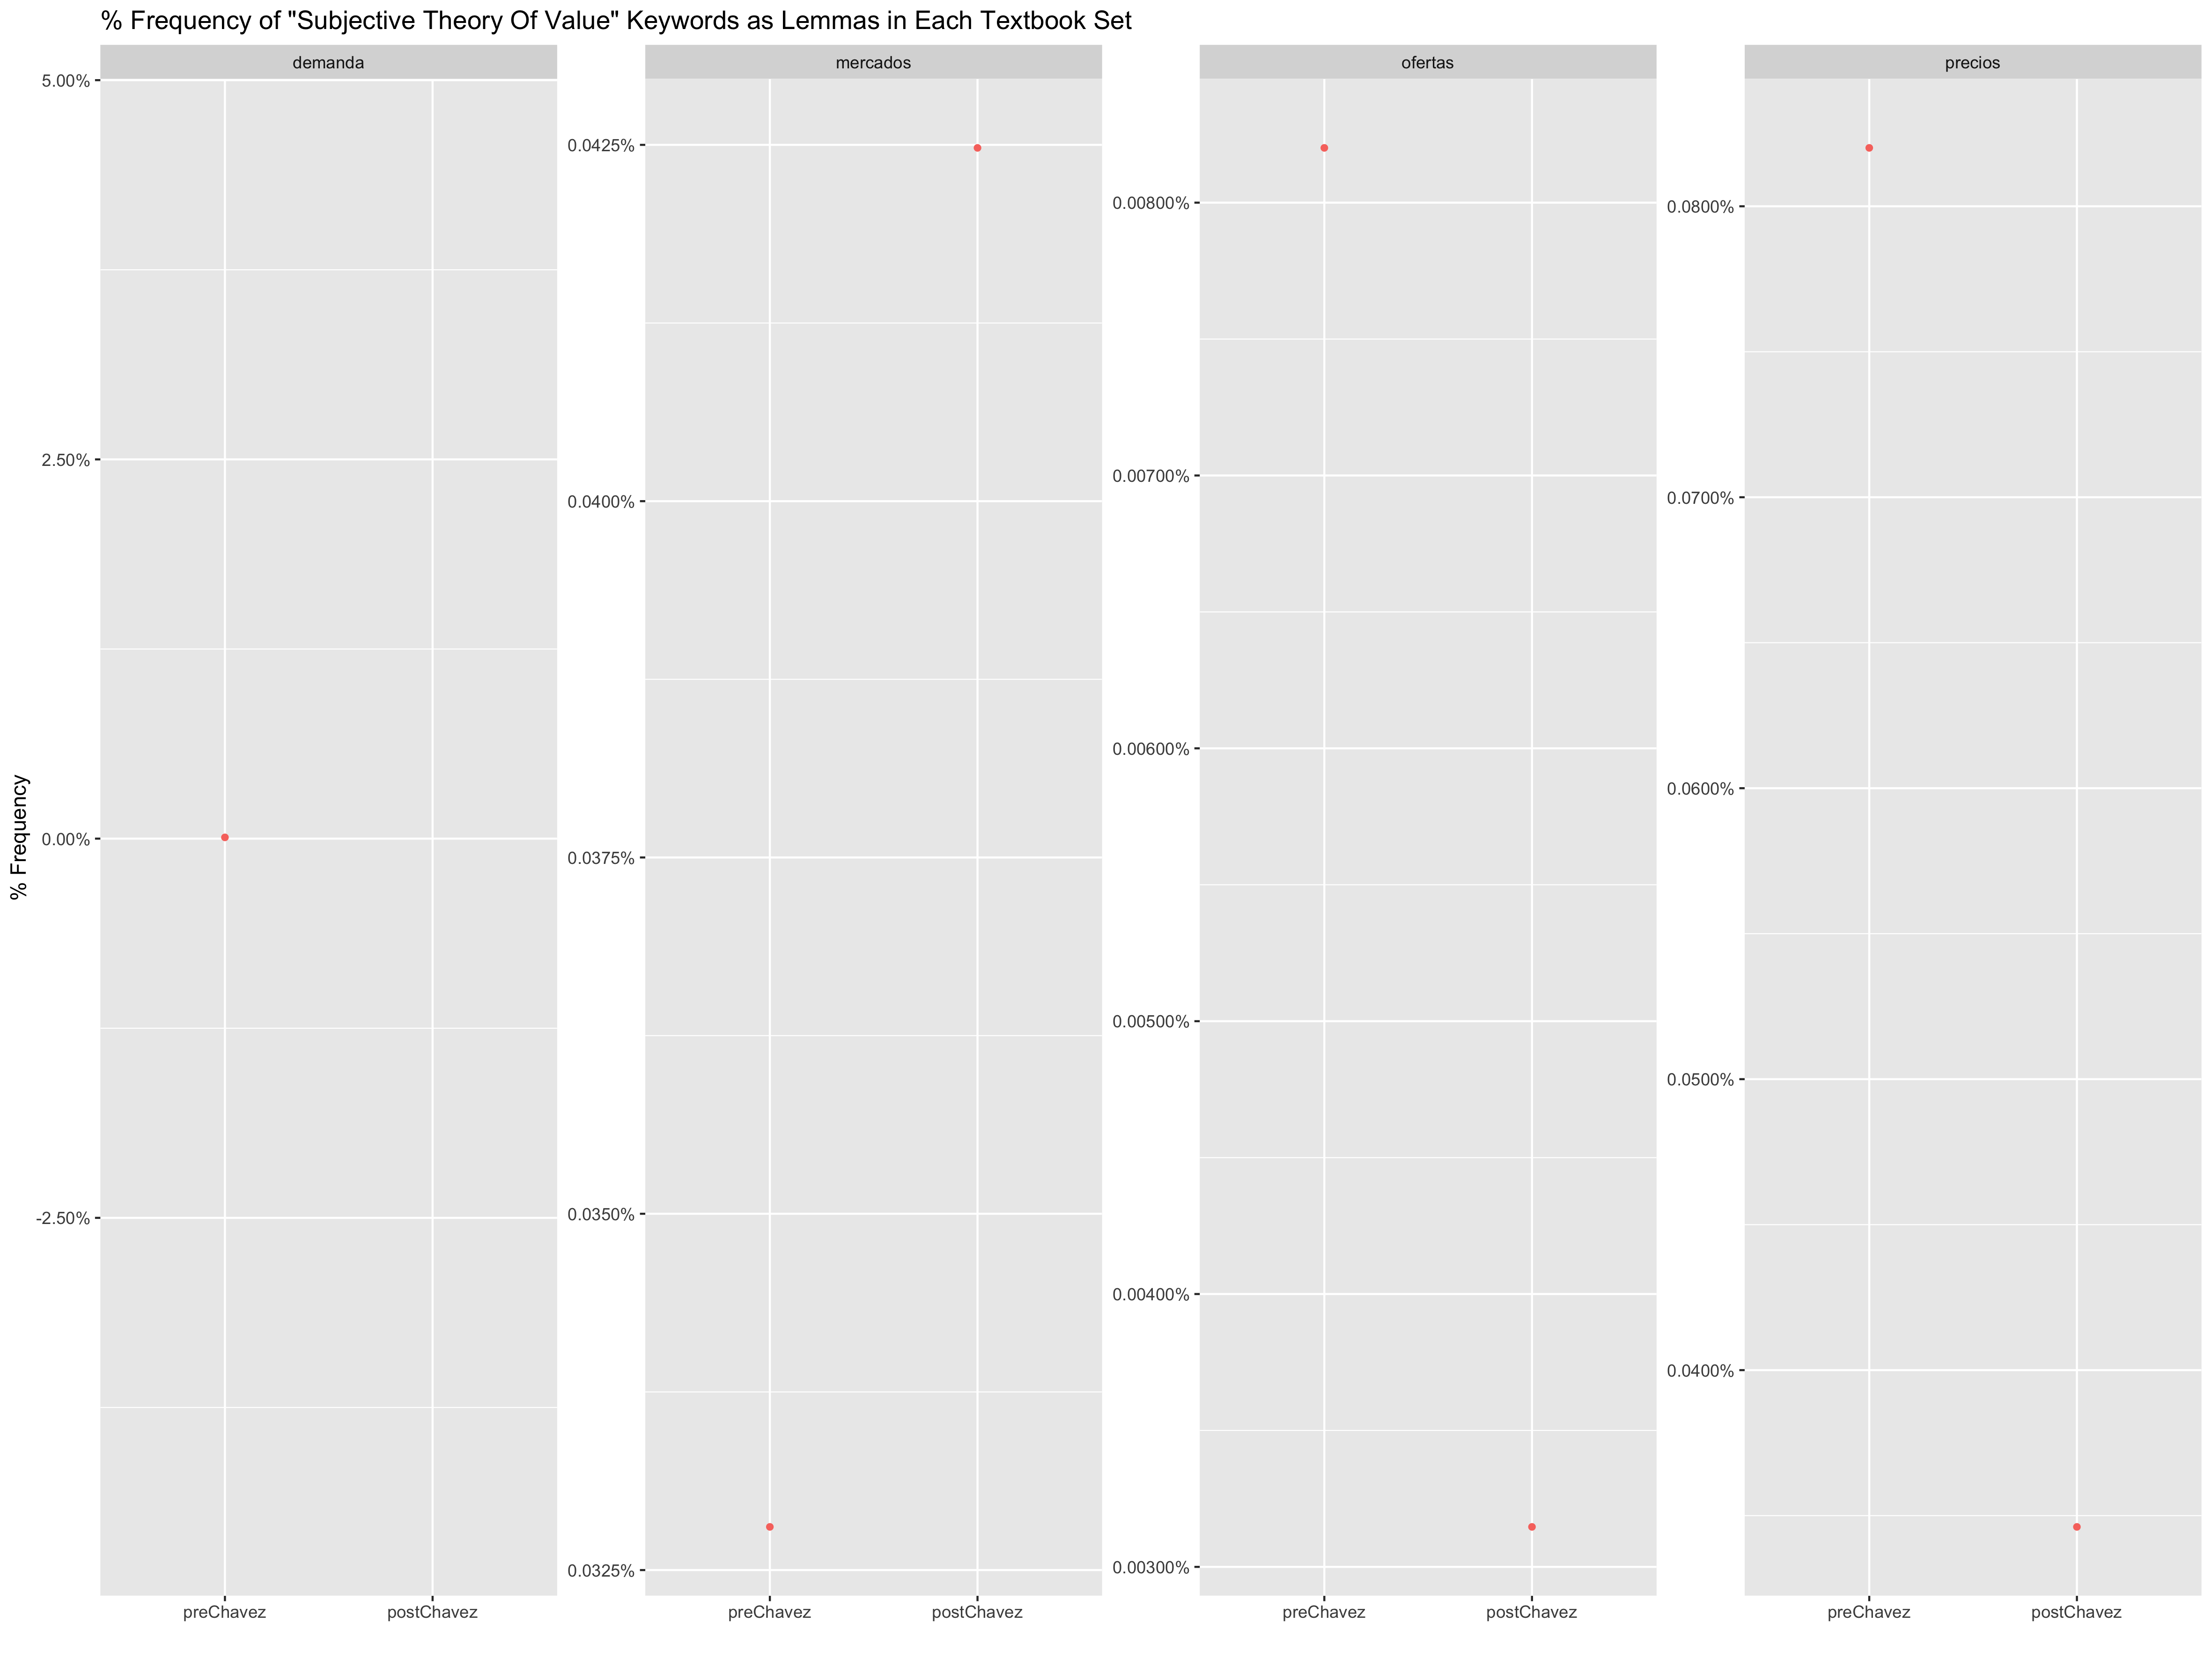 % Frequency of "Subjective Theory Of Value" Keywords as Lemmas in Each Textbook Set
% Frequency
demanda
5.00%
2.50%
0.00%
-2.50%
preChavez
postChavez
mercados
0.0425%
0.0400%
0.0375%
0.0350%
0.0325%
preChavez
postChavez
ofertas
0.00800%
0.00700%
0.00600%
0.00500%
0.00400%
0.00300%
preChavez
postChavez
precios
0.0800%
0.0700%
0.0600%
0.0500%
0.0400%
preChavez
postChavez